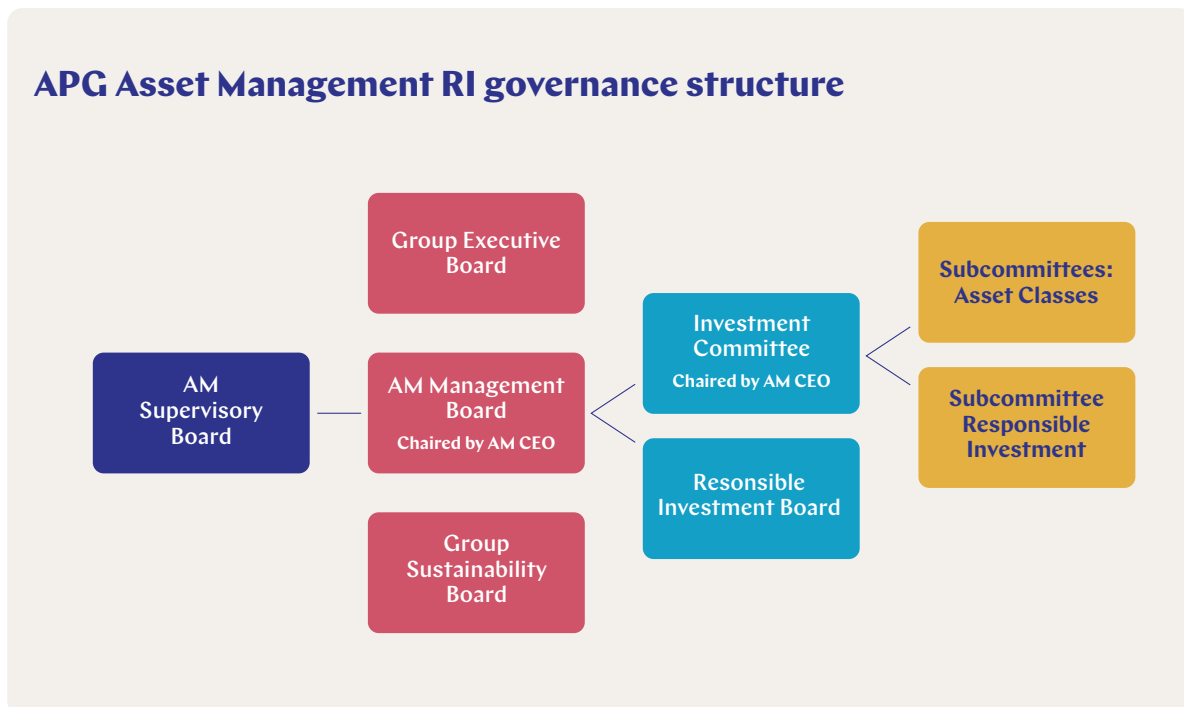 APG Asset Management RI governance structure
AM
Supervisory
Board
Group Executive
Board
AM Management
Board
Chaired by AM CEO
Group
Sustainability
Board
Investment
Committee
Chaired by AM CEO
Resonsible
Investment Board
Subcommittees:
Asset Classes
Subcommittee
Responsible
Investment